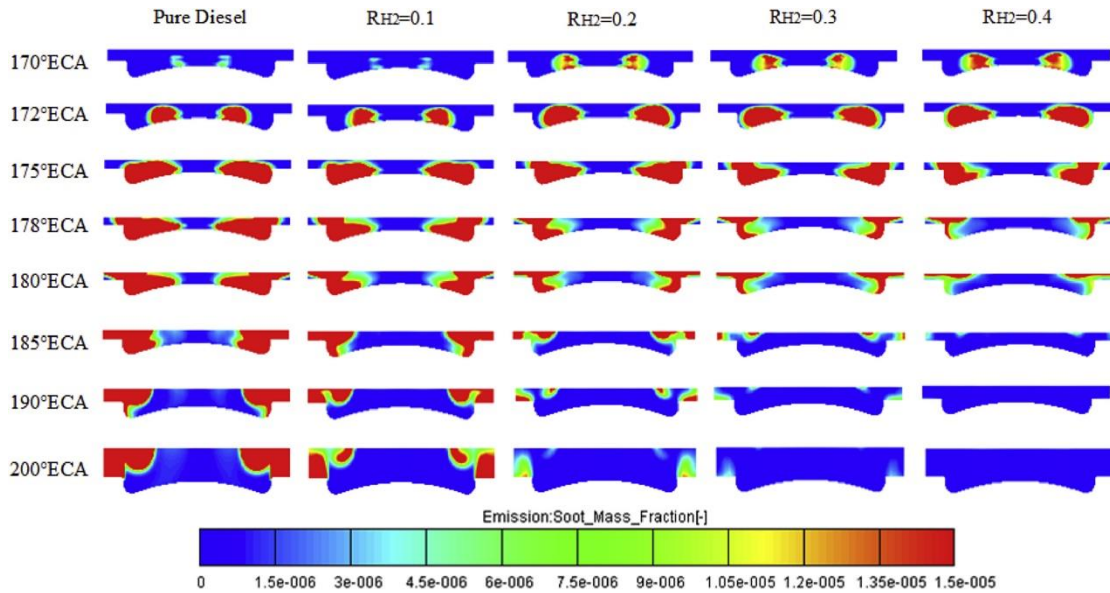 Pure Diesel RH2=0.1 RH2=0.2 RH2=0.3 RH2=0.4
170°ECA
172°ECA
175°ECA
178°ECA
180°ECA
185°ECA
190°ECA
200°ECA
Emission:Soot_Mass_Fraction[-]
0 1.5e-006 3e-006 4.5e-006 6e-006 7.5e-006 9e-006 1.05e-005 1.2e-005 1.35e-005 1.5e-005